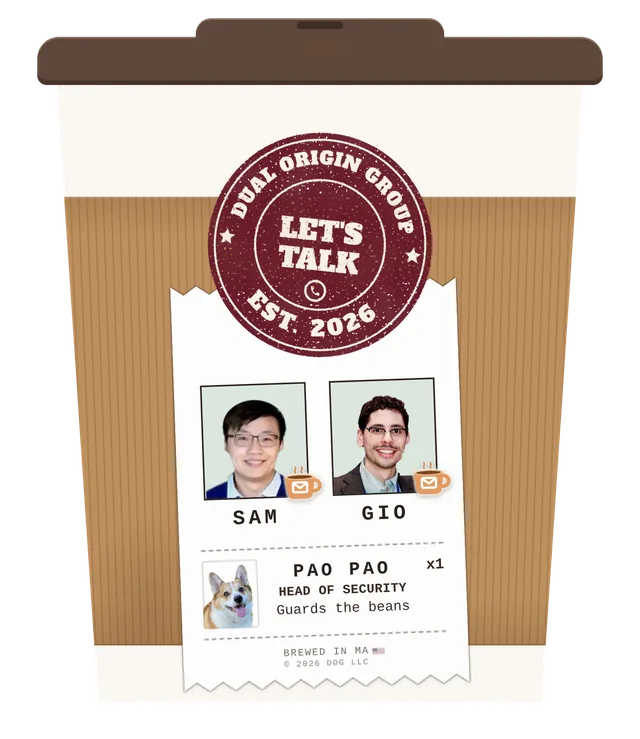 DUAL ORIGIN GROUP
LET'S
TALK
EST. 2026
SAM
GIO
PAO PAO
x1
HEAD OF SECURITY
Guards the beans
BREWED IN MA 🇺🇸
© 2026 DOG LLC